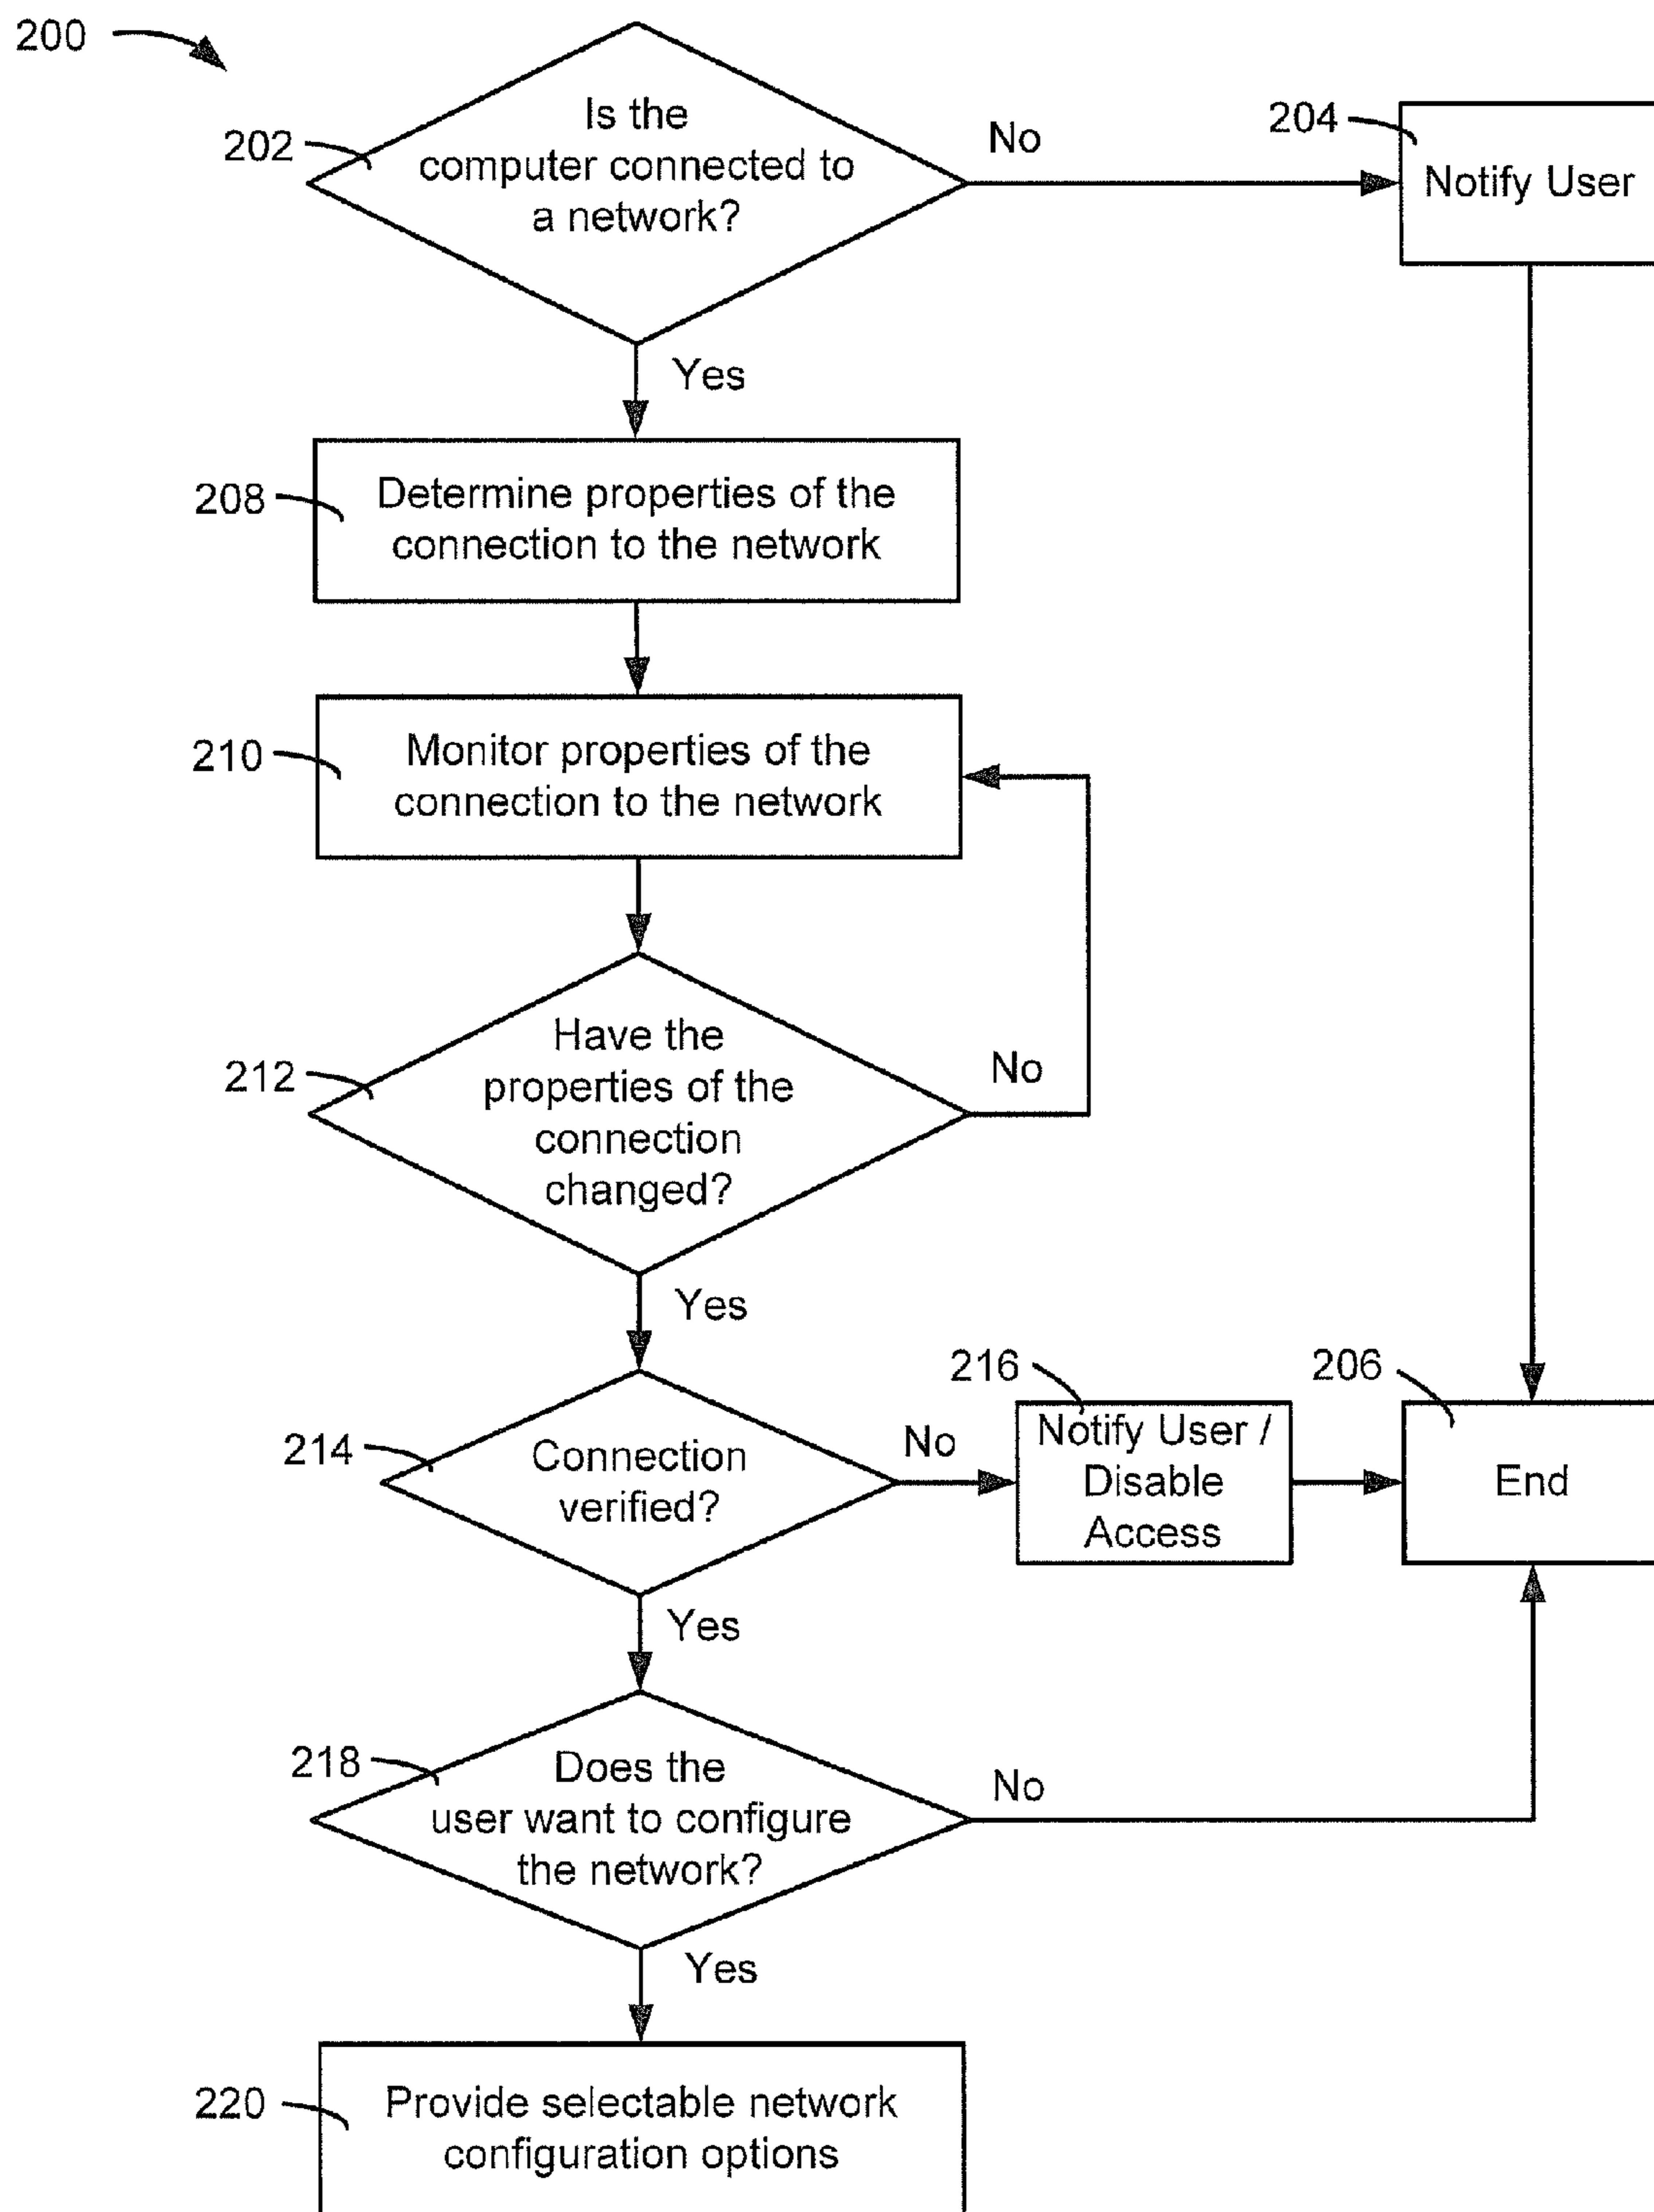 200
202
Is the
computer connected to
a network?
No
204
Notify User
Yes
208
Determine properties of the
connection to the network
210
Monitor properties of the
connection to the network
212
Have the
properties of the
connection
changed?
No
Yes
214
Connection
verified?
No
216
Notify User /
Disable
Access
206
End
Yes
218
Does the
user want to configure
the network?
No
Yes
220
Provide selectable network
configuration options